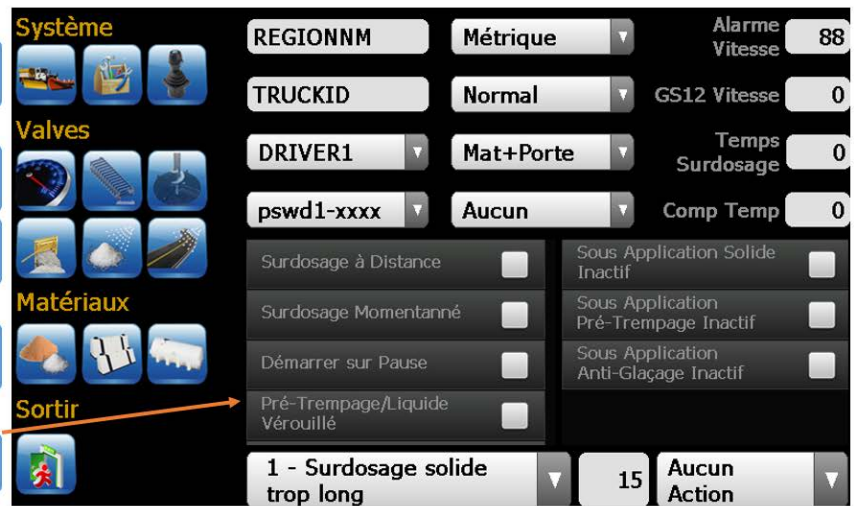 Système
Valves
Matériaux
Sortir
REGIONNM
Métrique
Alarme
Vitesse
88
TRUCKID
Normal
GS12 Vitesse
0
DRIVER1
Mat+Porte
Temps
Surdosage
0
pswd1-xxxx
Aucun
Comp Temp
0
Surdosage à Distance
Sous Application Solide
Inactif
Surdosage Momentanné
Sous Application
Pré-Trempage Inactif
Démarrer sur Pause
Sous Application
Anti-Glaçage Inactif
Pré-Trempage/Liquide
Vérouillé
1 - Surdosage solide
trop long
15
Aucun
Action